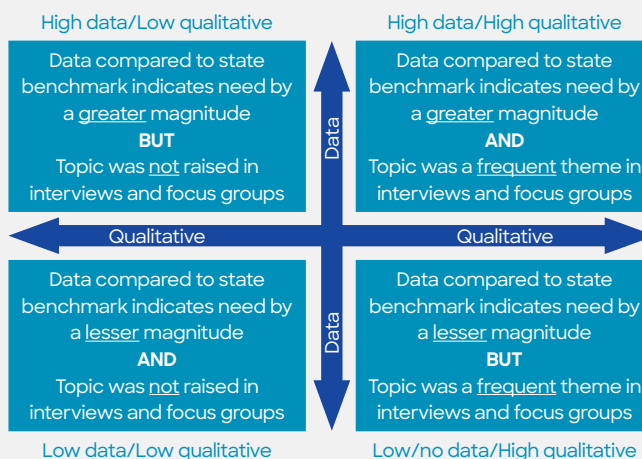 High data/Low qualitative
High data/High qualitative
Data compared to state
benchmark indicates need by
a greater magnitude
BUT
Topic was not raised in
interviews and focus groups
Data compared to state
benchmark indicates need by
a greater magnitude
AND
Topic was a frequent theme in
interviews and focus groups
Data
Qualitative
Qualitative
Data compared to state
benchmark indicates need by
a lesser magnitude
AND
Topic was not raised in
interviews and focus groups
Data
Data compared to state
benchmark indicates need by
a lesser magnitude
BUT
Topic was a frequent theme in
interviews and focus groups
Low data/Low qualitative
Low/no data/High qualitative